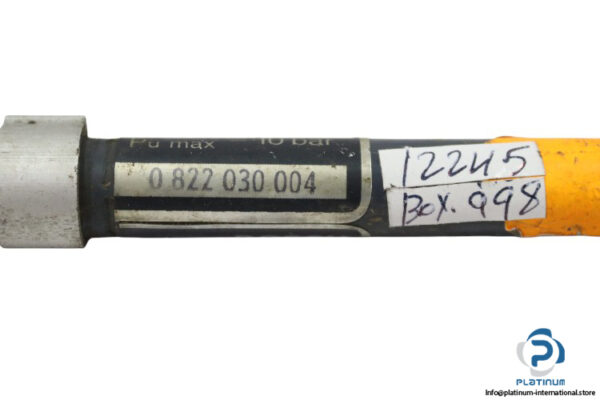 Pu max 10 bar
0 822 030 004
12245
Box. 998
PLATINUM
Info@platinum-international.store